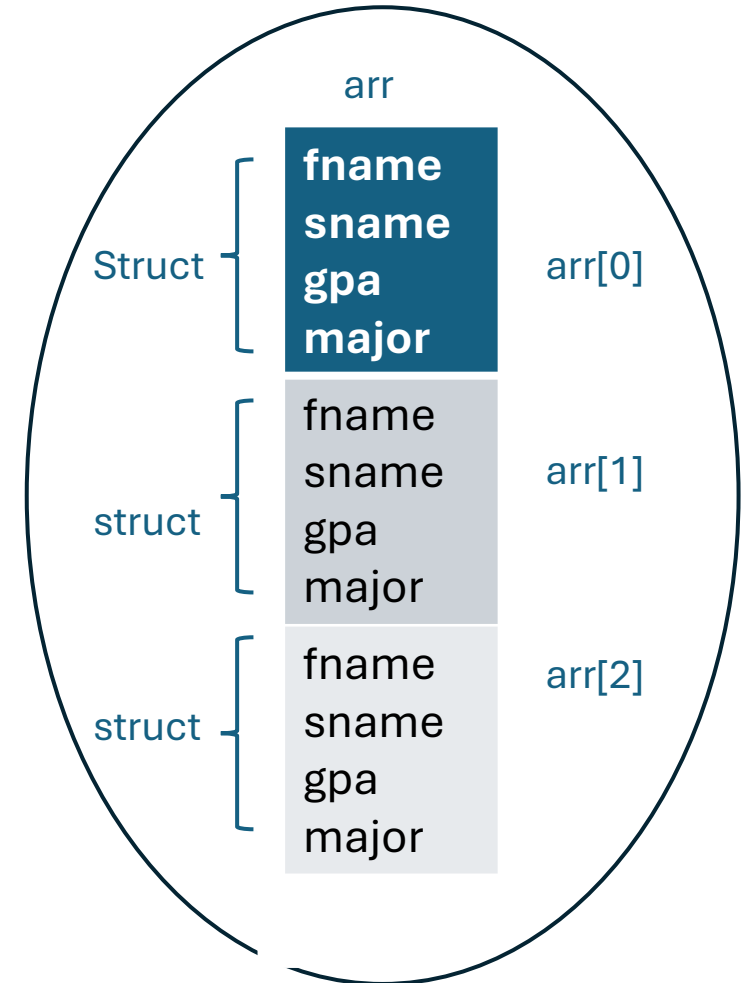 arr
Struct
fname
sname
gpa
major
arr[0]
struct
fname
sname
gpa
major
arr[1]
struct
fname
sname
gpa
major
arr[2]